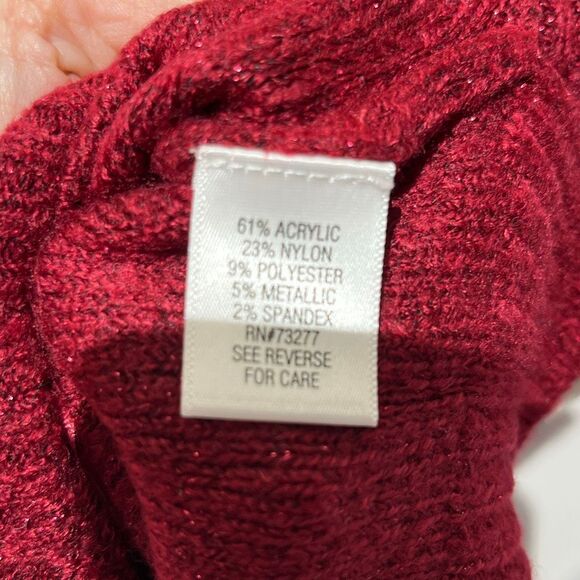 61% ACRYLIC
23% NYLON
9% POLYESTER
5% METALLIC
2% SPANDEX
RN#73277
SEE REVERSE
FOR CARE